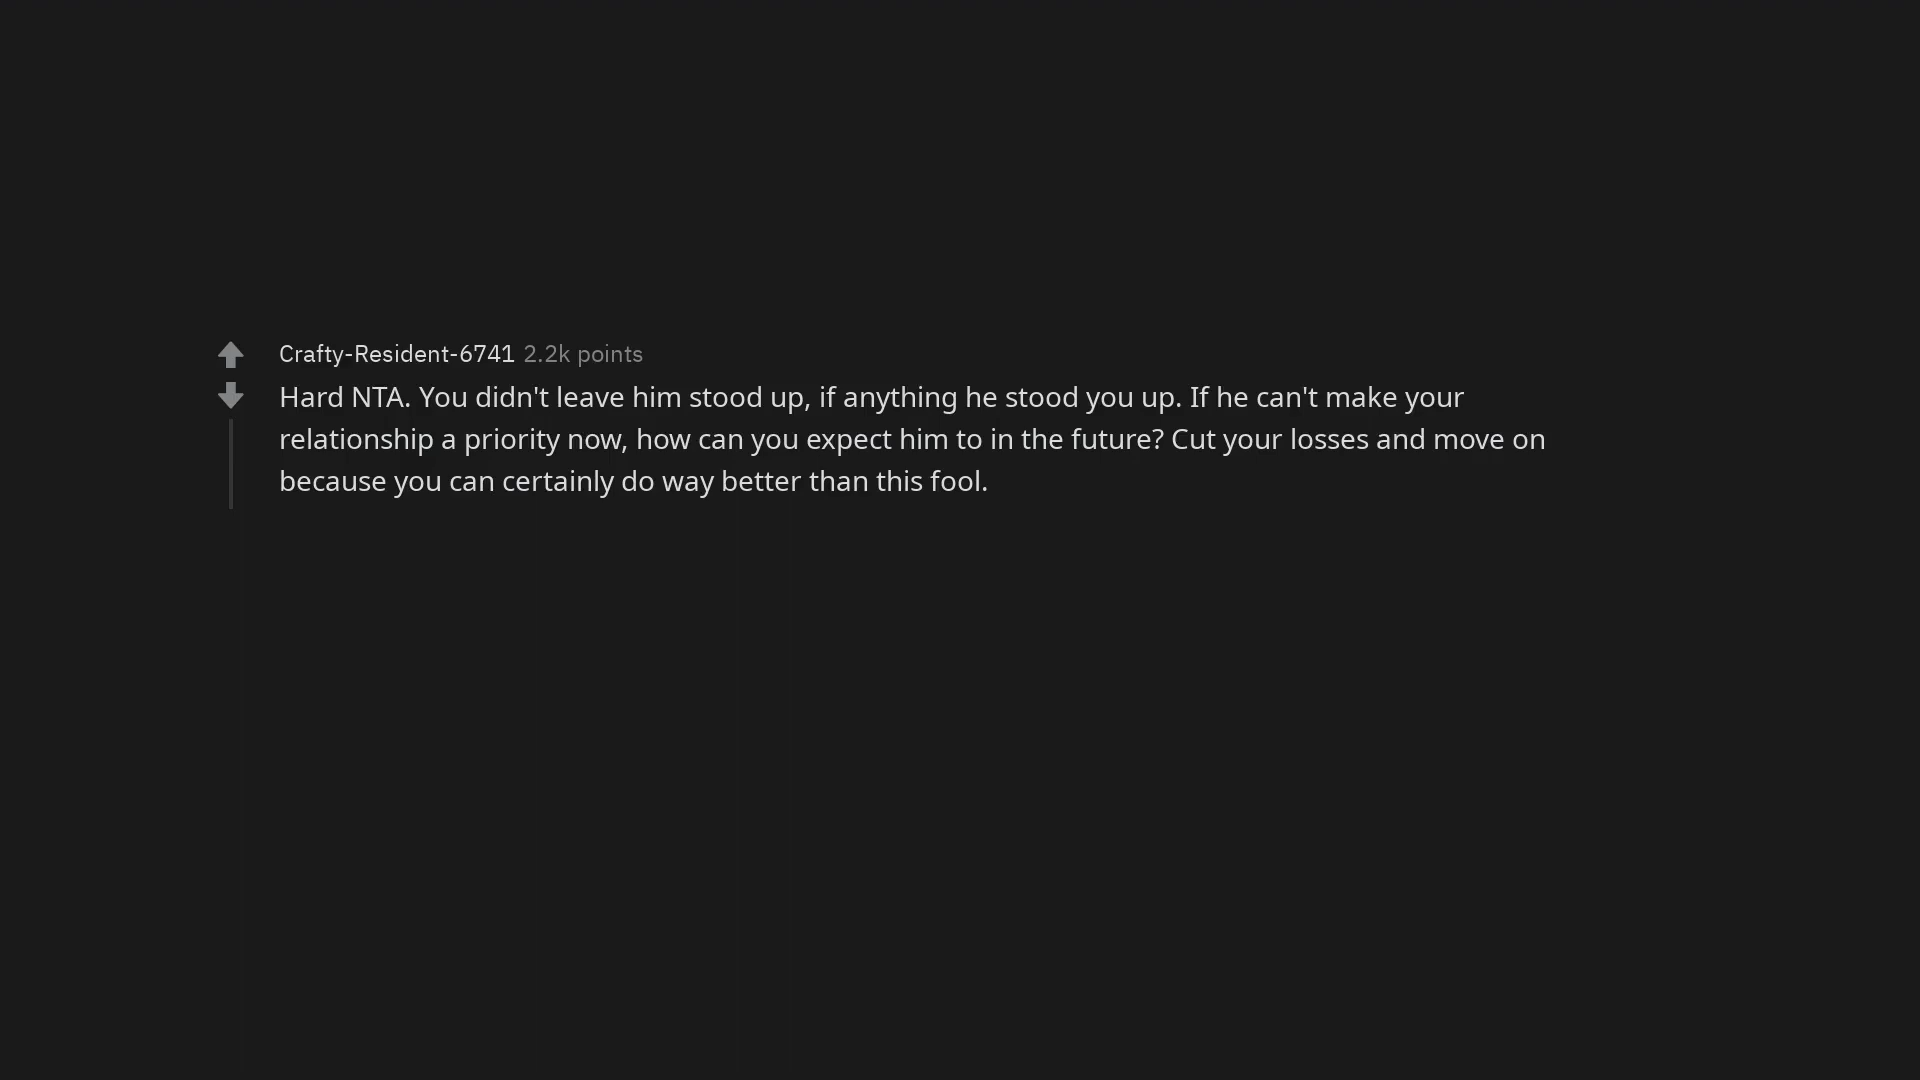 Crafty-Resident-6741 2.2k points
Hard NTA. You didn't leave him stood up, if anything he stood you up. If he can't make your
relationship a priority now, how can you expect him to in the future? Cut your losses and move on
because you can certainly do way better than this fool.